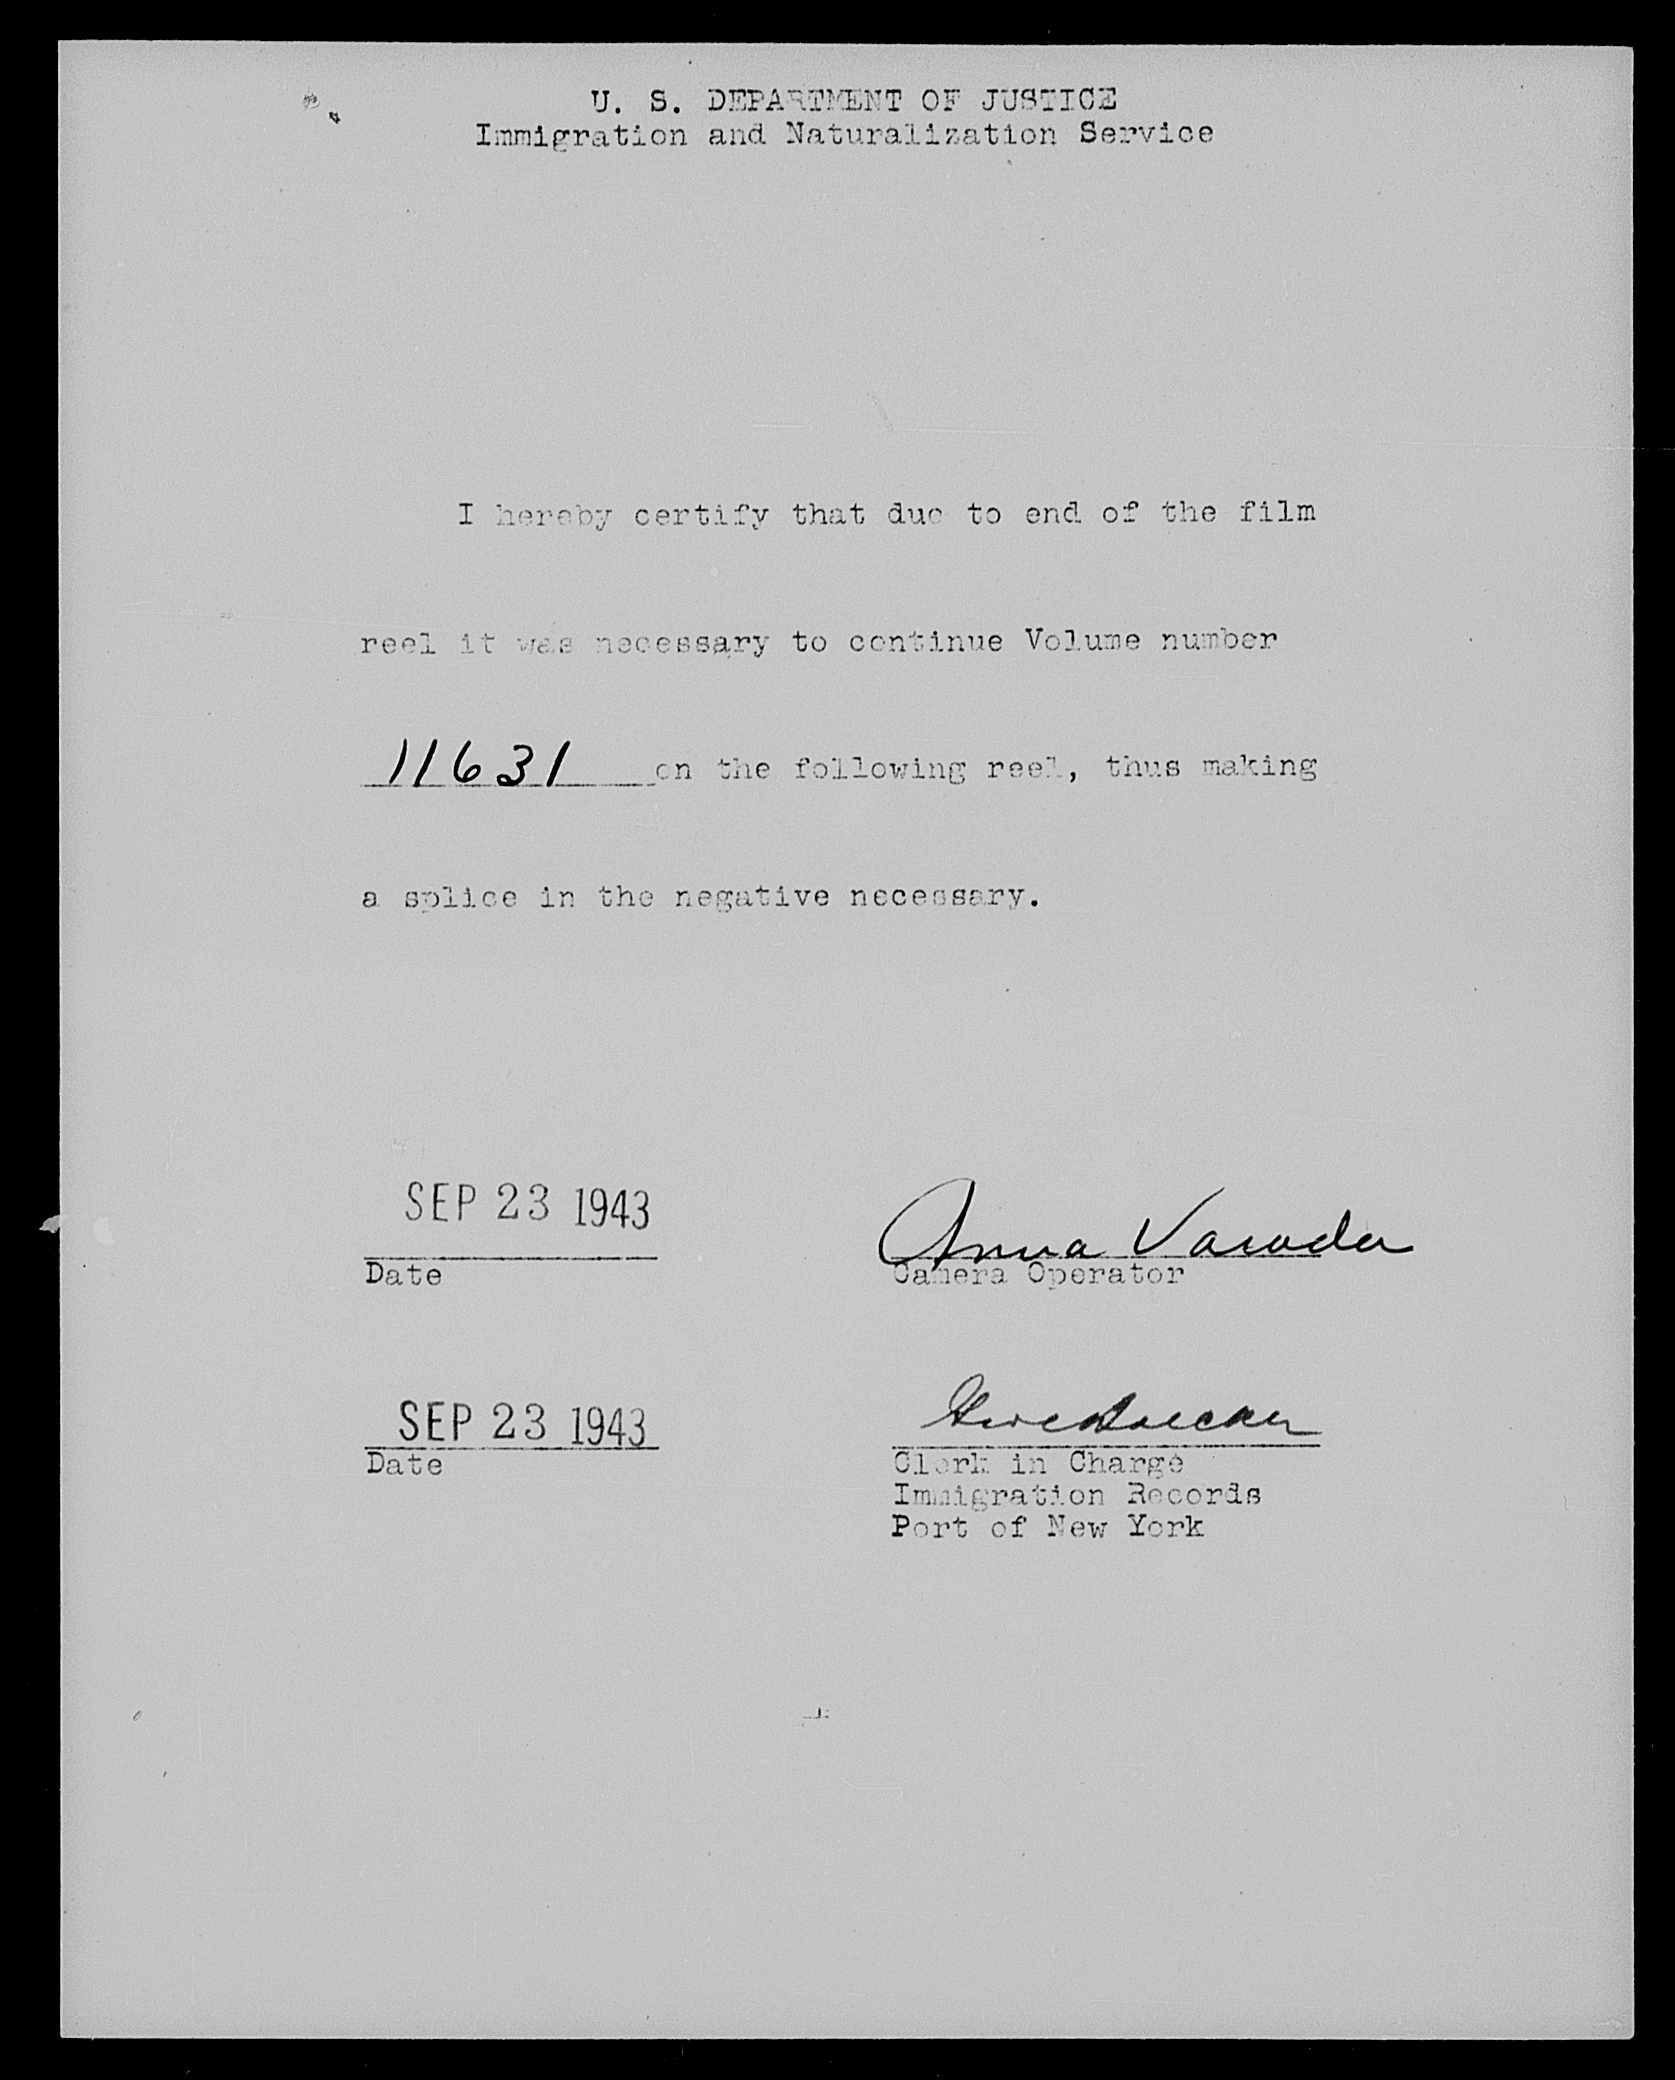 U. S. DEPARTMENT OF JUSTICE
Immigration and Naturalization Service
I hereby certify that due to end of the film
reel it was necessary to continue Volume number
11631 on the following reel, thus making
a splice in the negative necessary.
SEP 23 1943
Anna
Date
Camera Operator
SEP 23 1943
Date
Clerk in Charge
Immigration Records
Port of New York